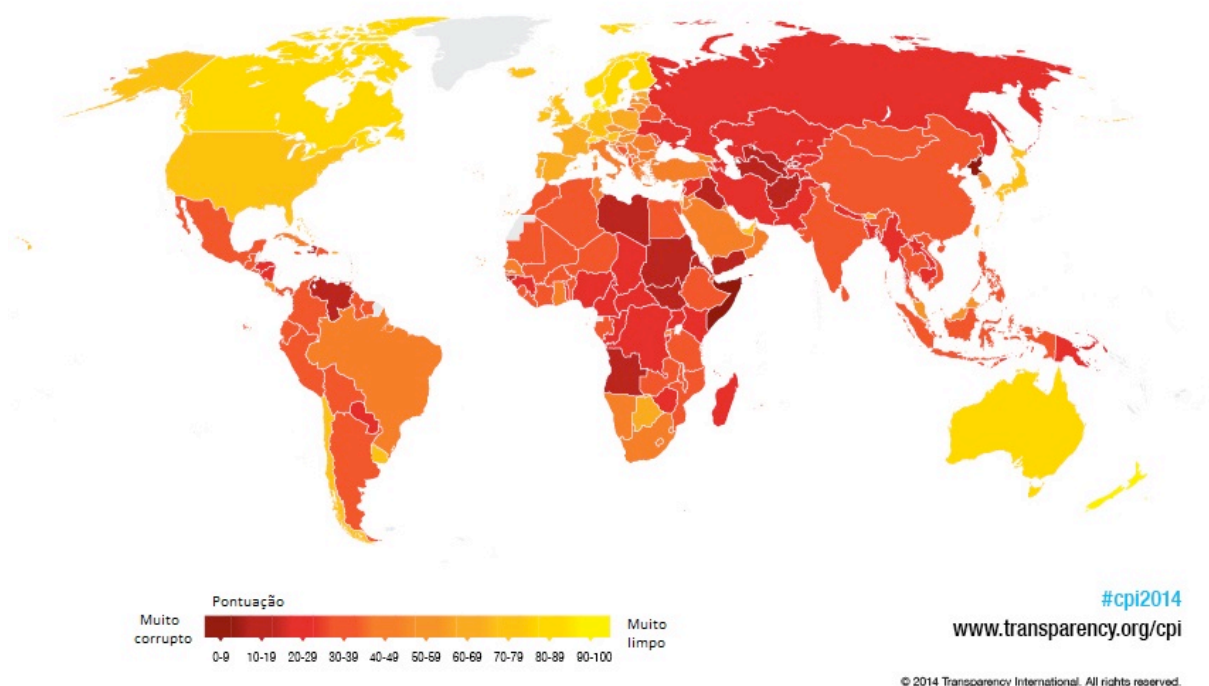 Pontuação
Muito corrupto
Muito limpo
0-9 10-19 20-29 30-39 40-49 50-59 60-69 70-79 80-89 90-100
#cpi2014
www.transparency.org/cpi
© 2014 Transparency International. All rights reserved.